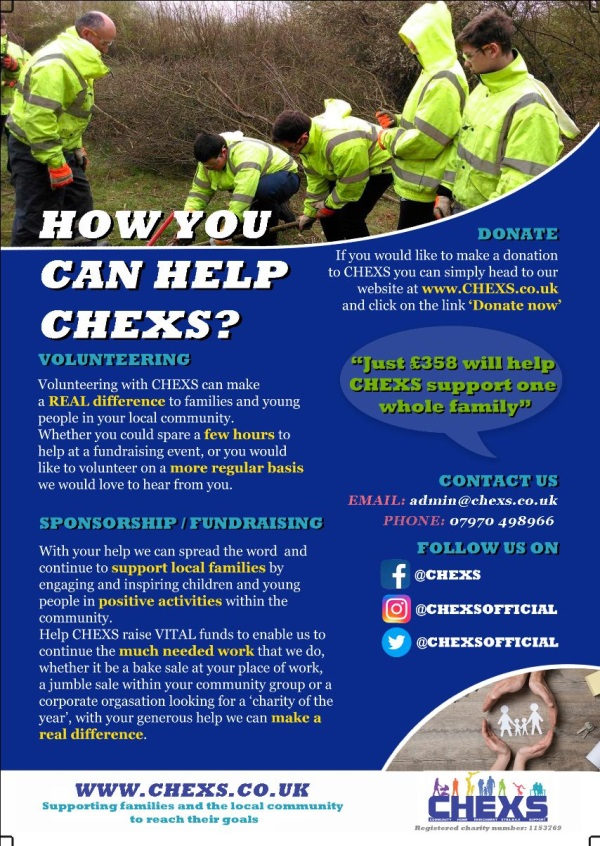 HOW YOU
CAN HELP
CHEXS?
VOLUNTEERING
Volunteering with CHEXS can make
a REAL difference to families and young
people in your local community.
Whether you could spare a few hours to
help at a fundraising event, or you would
like to volunteer on a more regular basis
we would love to hear from you.
SPONSORSHIP / FUNDRAISING
With your help we can spread the word and
continue to support local families by
engaging and inspiring children and young
people in positive activities within the
community.
Help CHEXS raise VITAL funds to enable us to
continue the much needed work that we do,
whether it be a bake sale at your place of work,
a jumble sale within your community group or a
corporate orgasation looking for a ‘charity of the
year’, with your generous help we can make a
real difference.
DONATE
If you would like to make a donation
to CHEXS you can simply head to our
website at www.CHEXS.co.uk
and click on the link ‘Donate now’
“Just £358 will help
CHEXS support one
whole family”
CONTACT US
EMAIL: admin@chexs.co.uk
PHONE: 07970 498966
FOLLOW US ON
@CHEXS
@CHEXSOFFICIAL
@CHEXSOFFICIAL
WWW.CHEXS.CO.UK
Supporting families and the local community
to reach their goals
CHEXS
Registered charity number: 1153769